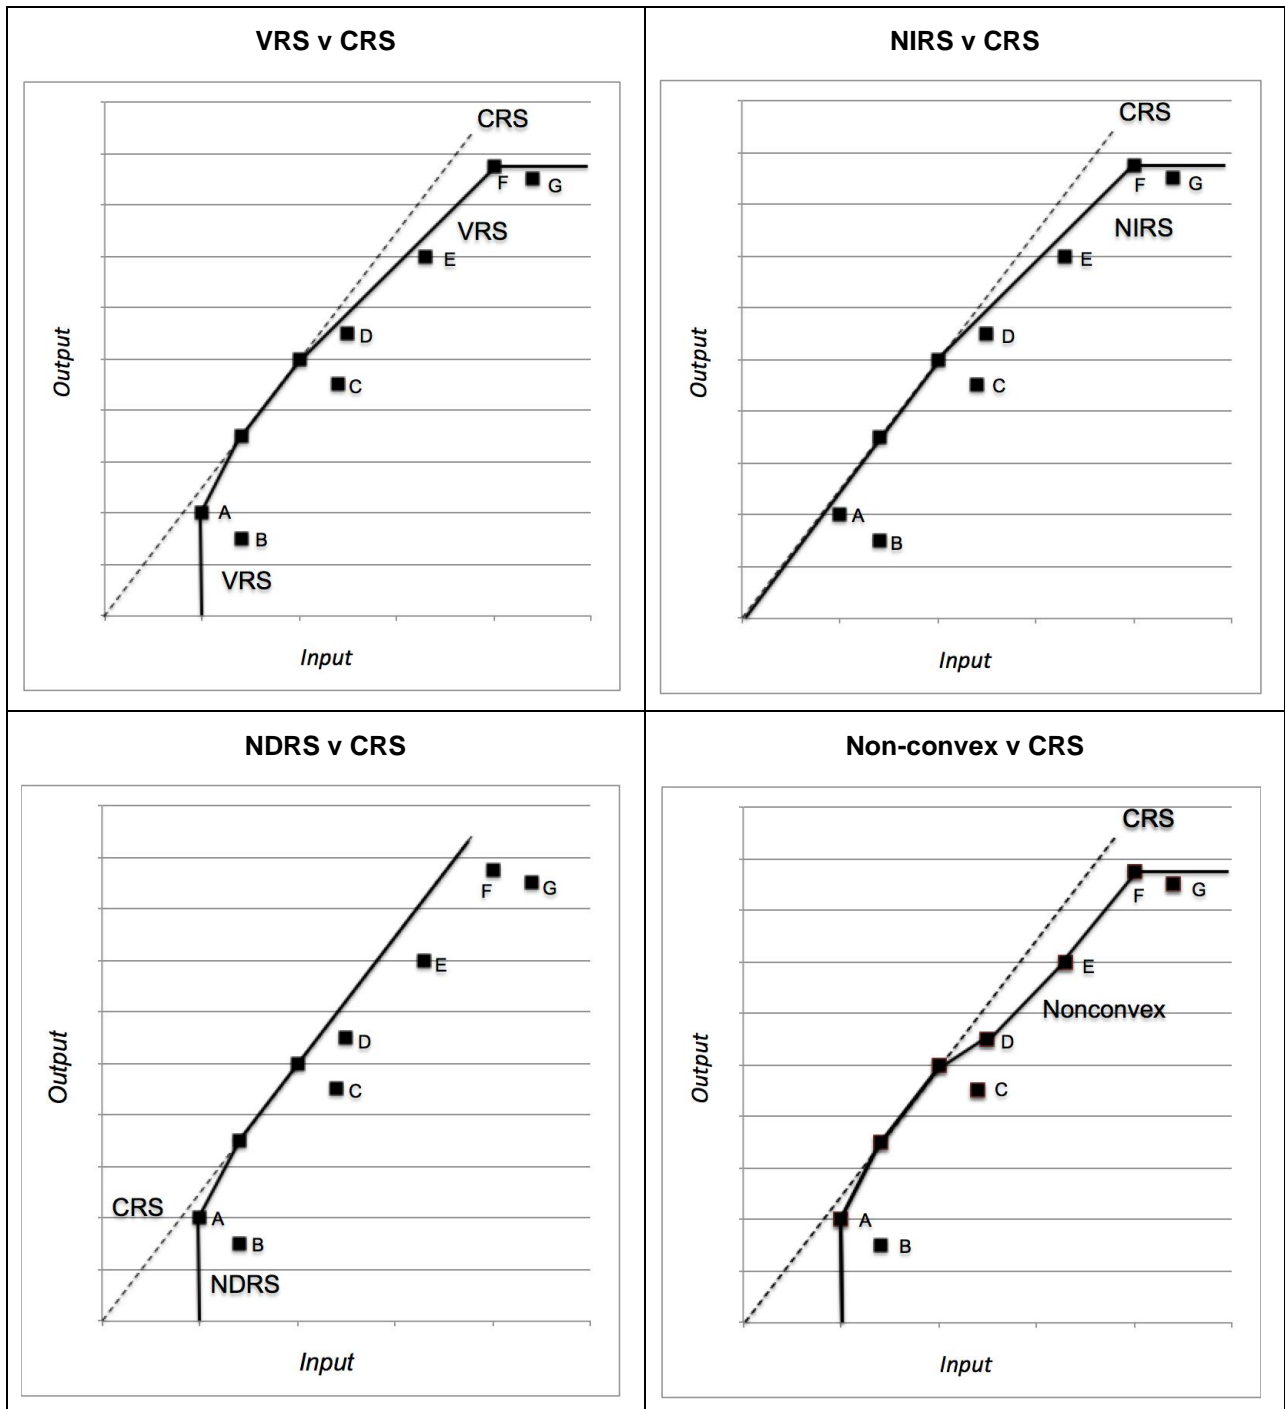 VRS v CRS
CRS
F
G
VRS
E
D
C
A
B
VRS
Output
Input
NIRS v CRS
CRS
F
G
NIRS
E
D
C
A
B
Output
Input
NDRS v CRS
F
G
E
D
C
CRS
A
B
NDRS
Output
Input
Non-convex v CRS
CRS
F
G
E
Nonconvex
D
C
A
B
Output
Input